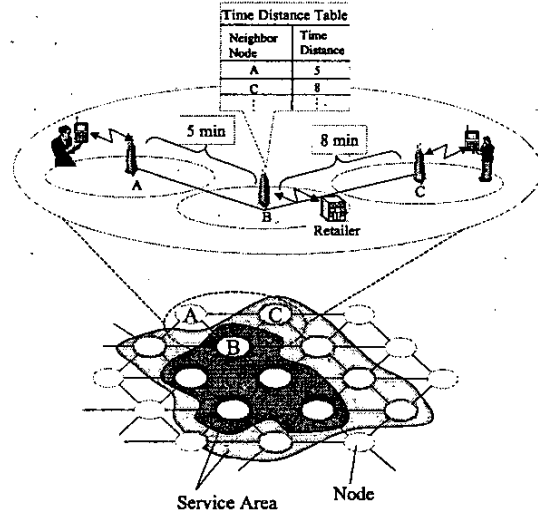 Time Distance Table
Neighbor Node Time Distance
A 5
C 8
5 min
8 min
A
B
C
Retailer
A
C
B
Service Area
Node